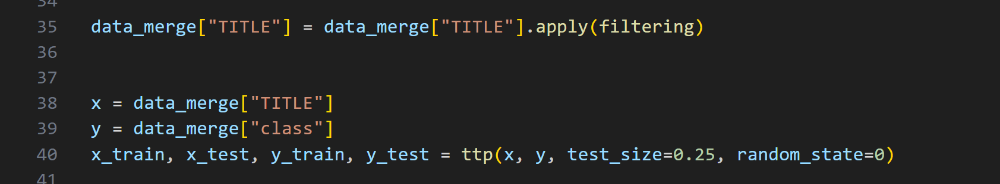 34
35 data_merge["TITLE"] = data_merge["TITLE"].apply(filtering)
36
37
38 x = data_merge["TITLE"]
39 y = data_merge["class"]
40 x_train, x_test, y_train, y_test = ttp(x, y, test_size=0.25, random_state=0)
41